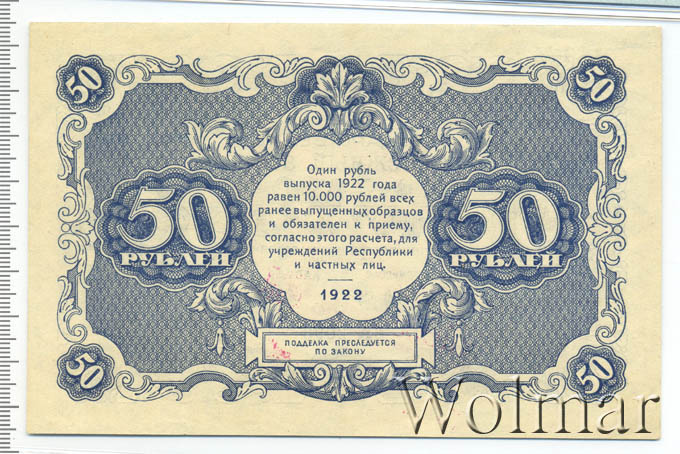 50 50
Один рубль
выпуска 1922 года
равен 10.000 рублей всех
ранее выпущенных образцов
и обязателен к приему,
согласно этого расчета, для
учреждений Республики
и частных лиц.
1922
50
РУБЛЕЙ
50
РУБЛЕЙ
ПОДДЕЛКА ПРЕСЛЕДУЕТСЯ
ПО ЗАКОНУ
50 50
Wolmar